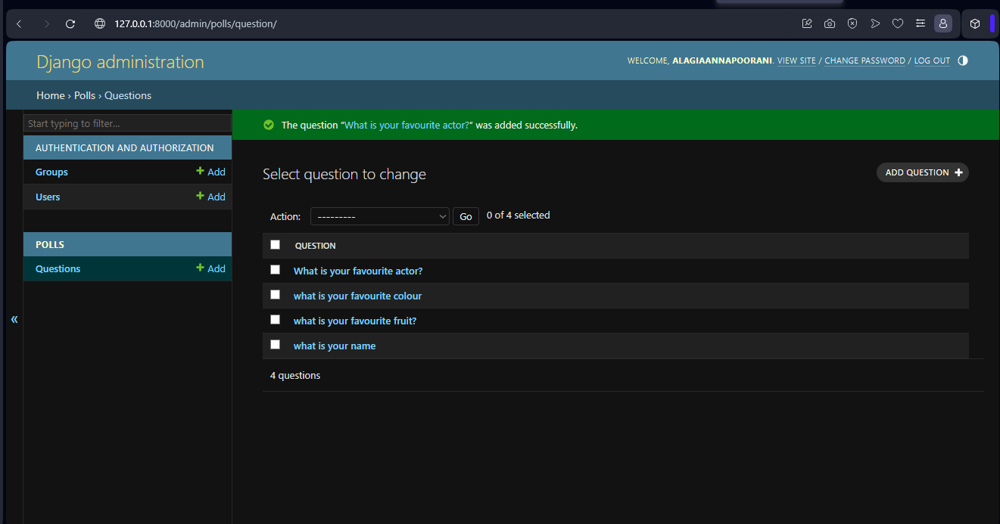 127.0.0.1:8000/admin/polls/question/
Django administration
WELCOME, ALAGIAANNAPOORANI. VIEW SITE / CHANGE PASSWORD / LOG OUT
Home › Polls › Questions
Start typing to filter...
AUTHENTICATION AND AUTHORIZATION
Groups + Add
Users + Add
POLLS
Questions + Add
«
The question “What is your favourite actor?” was added successfully.
Select question to change
ADD QUESTION +
Action: --------- Go 0 of 4 selected
QUESTION
What is your favourite actor?
what is your favourite colour
what is your favourite fruit?
what is your name
4 questions